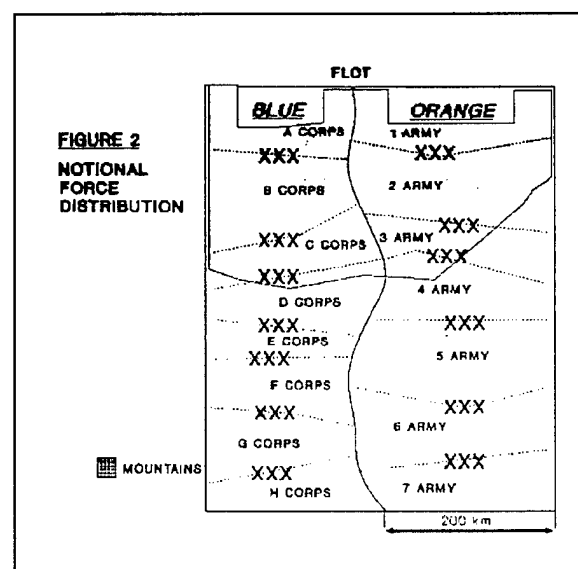 FLOT
BLUE
ORANGE
FIGURE 2
NOTIONAL
FORCE
DISTRIBUTION
A CORPS
1 ARMY
XXX
XXX
B CORPS
2 ARMY
XXX
XXX
C CORPS
3 ARMY
XXX
XXX
4 ARMY
D CORPS
XXX
XXX
E CORPS
XXX
5 ARMY
F CORPS
XXX
XXX
6 ARMY
G CORPS
MOUNTAINS
XXX
XXX
H CORPS
7 ARMY
200 km